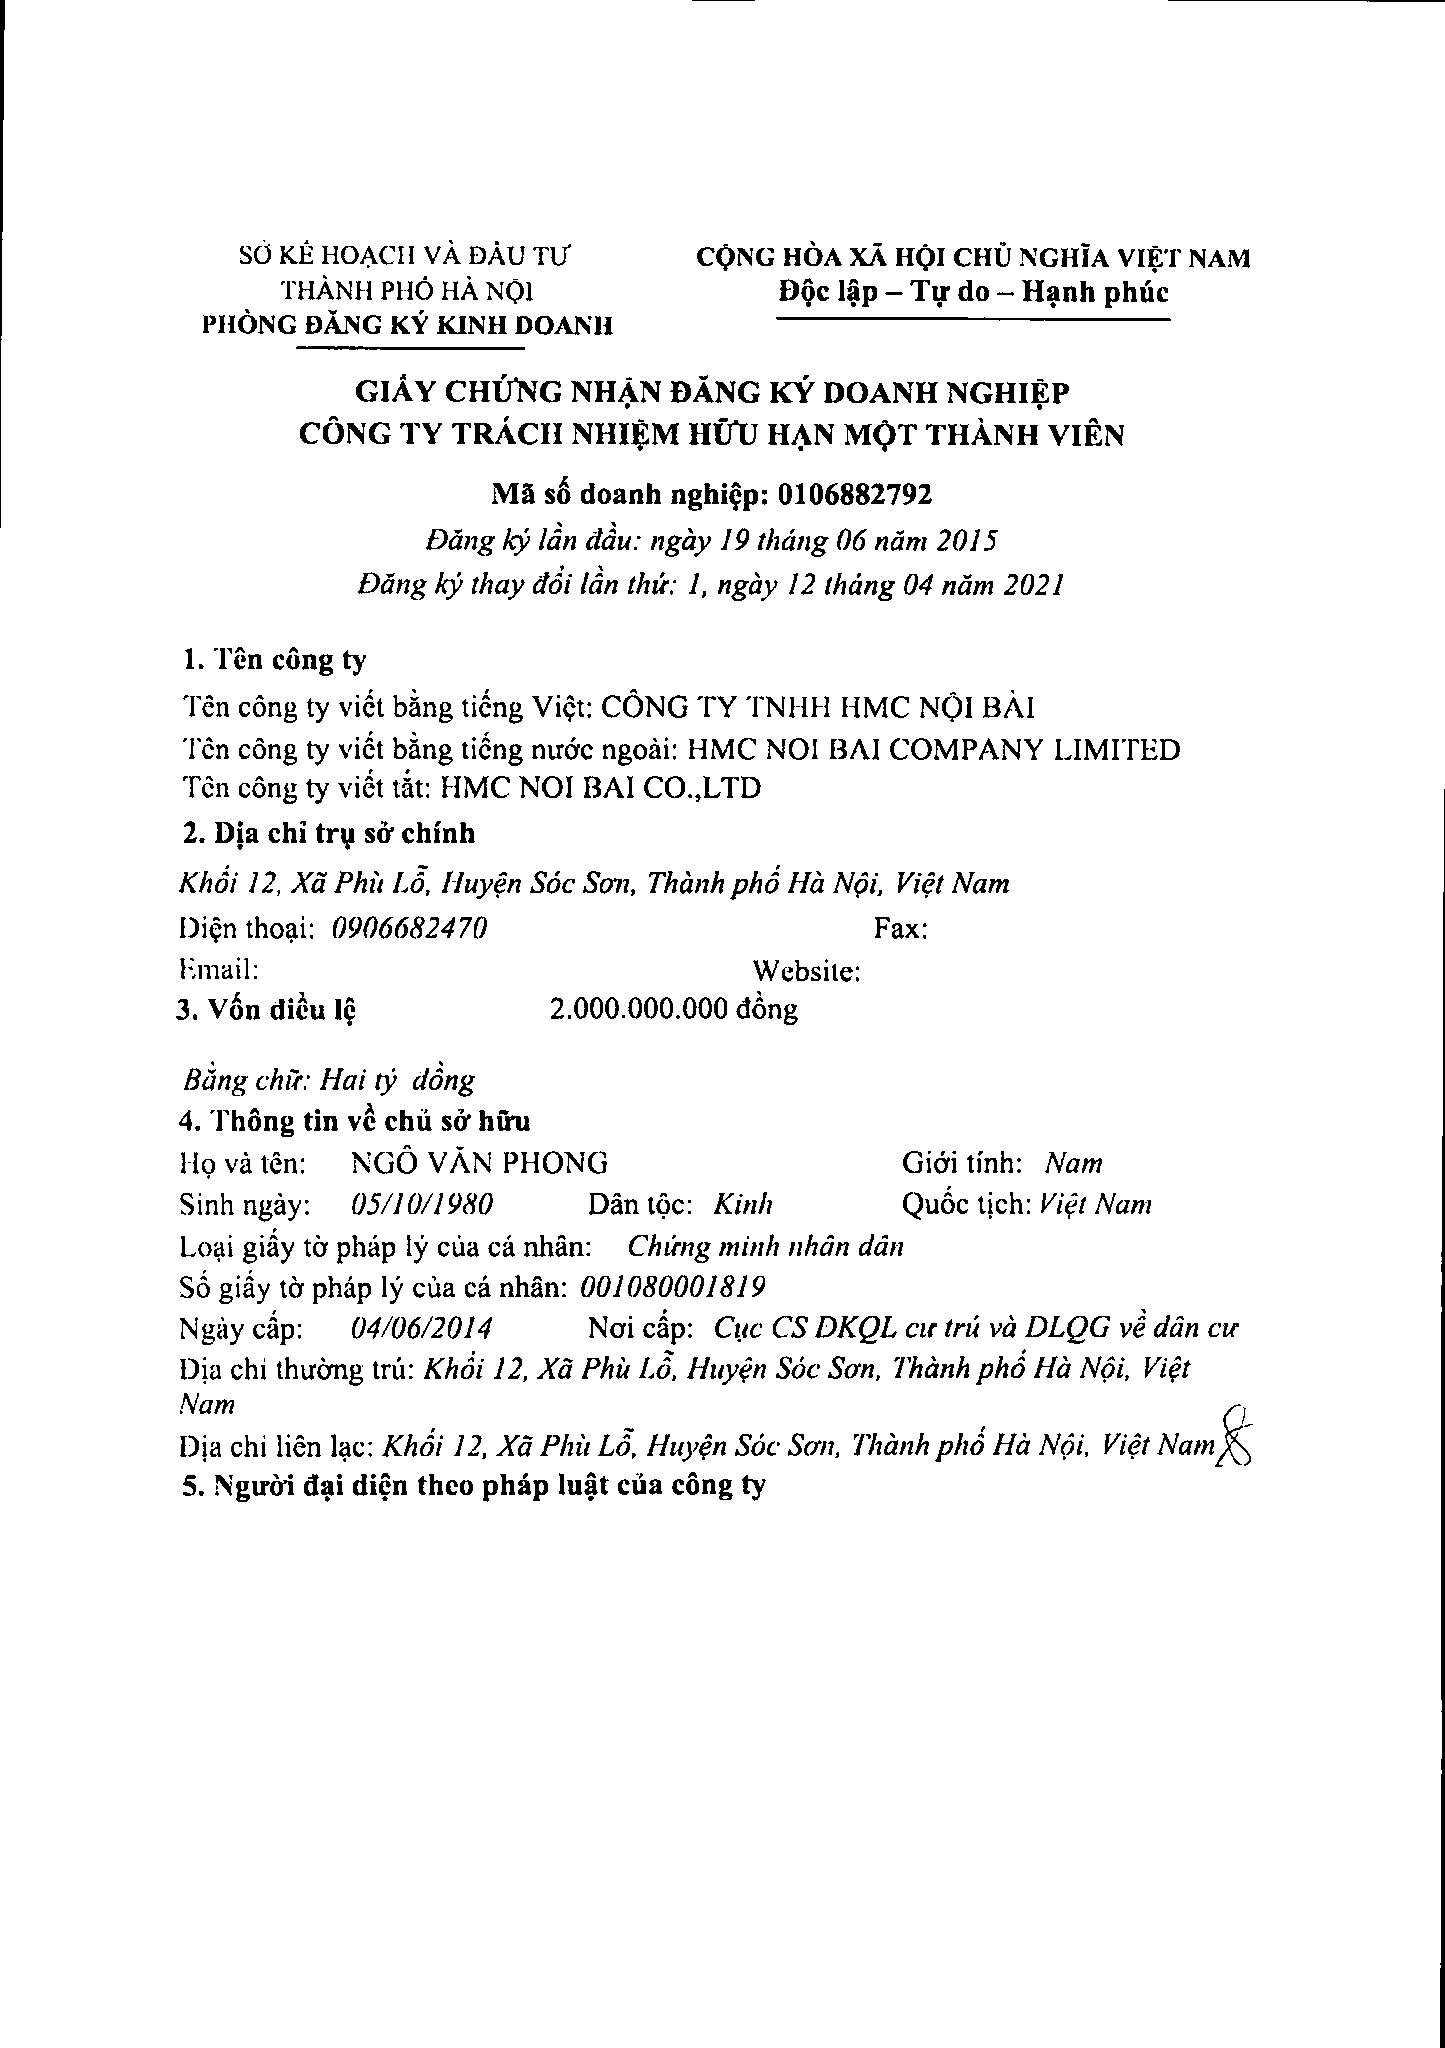 SỞ KẾ HOẠCH VÀ ĐẦU TƯ
THÀNH PHỐ HÀ NỘI
PHÒNG ĐĂNG KÝ KINH DOANH
CỘNG HÒA XÃ HỘI CHỦ NGHĨA VIỆT NAM
Độc lập – Tự do – Hạnh phúc
GIẤY CHỨNG NHẬN ĐĂNG KÝ DOANH NGHIỆP
CÔNG TY TRÁCH NHIỆM HỮU HẠN MỘT THÀNH VIÊN
Mã số doanh nghiệp: 0106882792
Đăng ký lần đầu: ngày 19 tháng 06 năm 2015
Đăng ký thay đổi lần thứ: 1, ngày 12 tháng 04 năm 2021
1. Tên công ty
Tên công ty viết bằng tiếng Việt: CÔNG TY TNHH HMC NỘI BÀI
Tên công ty viết bằng tiếng nước ngoài: HMC NOI BAI COMPANY LIMITED
Tên công ty viết tắt: HMC NOI BAI CO.,LTD
2. Địa chỉ trụ sở chính
Khối 12, Xã Phù Lỗ, Huyện Sóc Sơn, Thành phố Hà Nội, Việt Nam
Điện thoại: 0906682470 Fax:
Email: Website:
3. Vốn điều lệ 2.000.000.000 đồng
Bằng chữ: Hai tỷ đồng
4. Thông tin về chủ sở hữu
Họ và tên: NGÔ VĂN PHONG Giới tính: Nam
Sinh ngày: 05/10/1980 Dân tộc: Kinh Quốc tịch: Việt Nam
Loại giấy tờ pháp lý của cá nhân: Chứng minh nhân dân
Số giấy tờ pháp lý của cá nhân: 001080001819
Ngày cấp: 04/06/2014 Nơi cấp: Cục CS ĐKQL cư trú và DLQG về dân cư
Địa chỉ thường trú: Khối 12, Xã Phù Lỗ, Huyện Sóc Sơn, Thành phố Hà Nội, Việt
Nam
Địa chỉ liên lạc: Khối 12, Xã Phù Lỗ, Huyện Sóc Sơn, Thành phố Hà Nội, Việt Nam
5. Người đại diện theo pháp luật của công ty